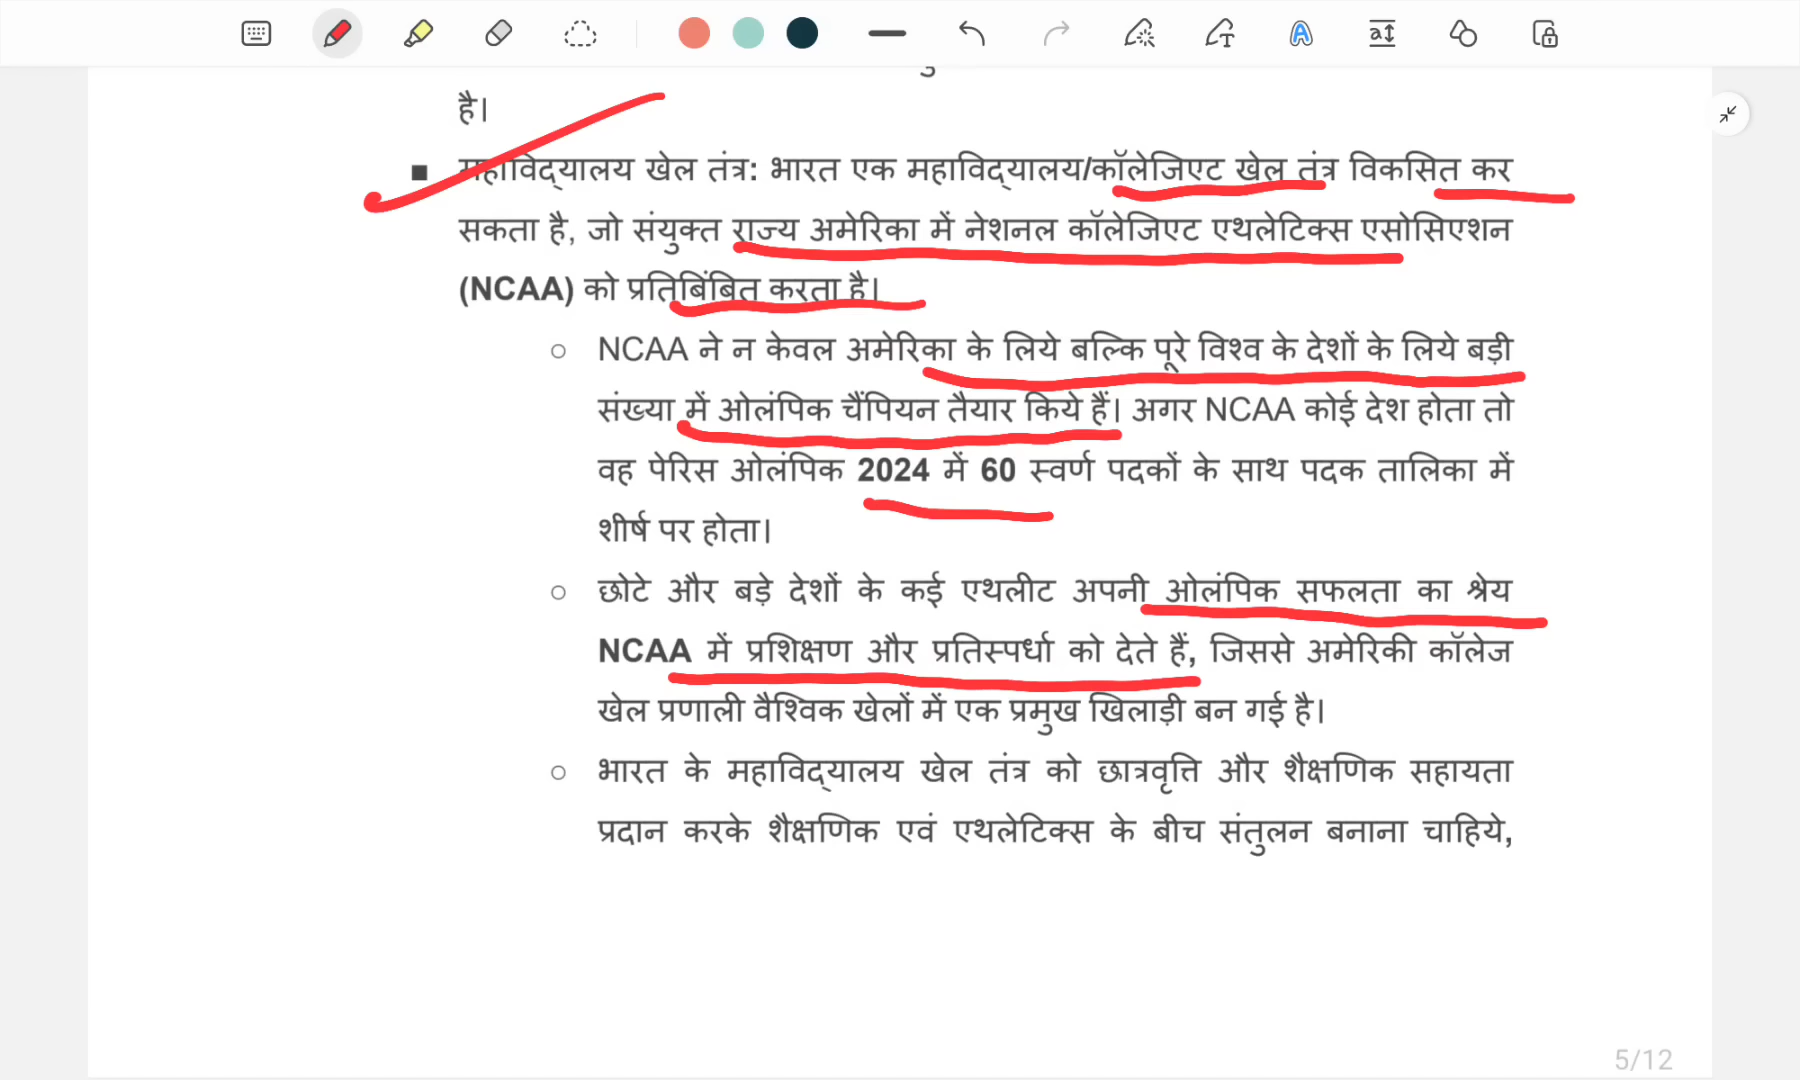 है।
■ महाविद्यालय खेल तंत्र: भारत एक महाविद्यालय/कॉलेजिएट खेल तंत्र विकसित कर
सकता है, जो संयुक्त राज्य अमेरिका में नेशनल कॉलेजिएट एथलेटिक्स एसोसिएशन
(NCAA) को प्रतिबिंबित करता है।
○ NCAA ने न केवल अमेरिका के लिये बल्कि पूरे विश्व के देशों के लिये बड़ी
संख्या में ओलंपिक चैंपियन तैयार किये हैं। अगर NCAA कोई देश होता तो
वह पेरिस ओलंपिक 2024 में 60 स्वर्ण पदकों के साथ पदक तालिका में
शीर्ष पर होता।
○ छोटे और बड़े देशों के कई एथलीट अपनी ओलंपिक सफलता का श्रेय
NCAA में प्रशिक्षण और प्रतिस्पर्धा को देते हैं, जिससे अमेरिकी कॉलेज
खेल प्रणाली वैश्विक खेलों में एक प्रमुख खिलाड़ी बन गई है।
○ भारत के महाविद्यालय खेल तंत्र को छात्रवृत्ति और शैक्षणिक सहायता
प्रदान करके शैक्षणिक एवं एथलेटिक्स के बीच संतुलन बनाना चाहिये,
5/12